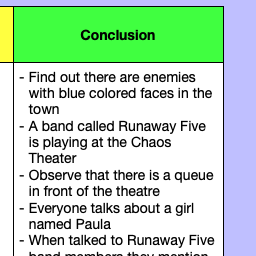 Conclusion
- Find out there are enemies
with blue colored faces in the
town
- A band called Runaway Five
is playing at the Chaos
Theater
- Observe that there is a queue
in front of the theatre
- Everyone talks about a girl
named Paula
- When talked to Runaway Five
band members they mention